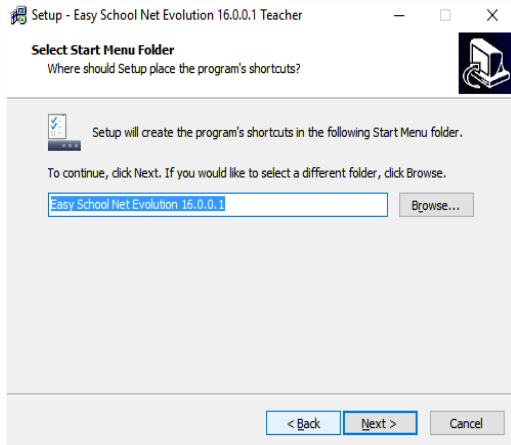 Setup - Easy School Net Evolution 16.0.0.1 Teacher
Select Start Menu Folder
Where should Setup place the program's shortcuts?
Setup will create the program's shortcuts in the following Start Menu folder.
To continue, click Next. If you would like to select a different folder, click Browse.
Easy School Net Evolution 16.0.0.1
Browse...
< Back
Next >
Cancel